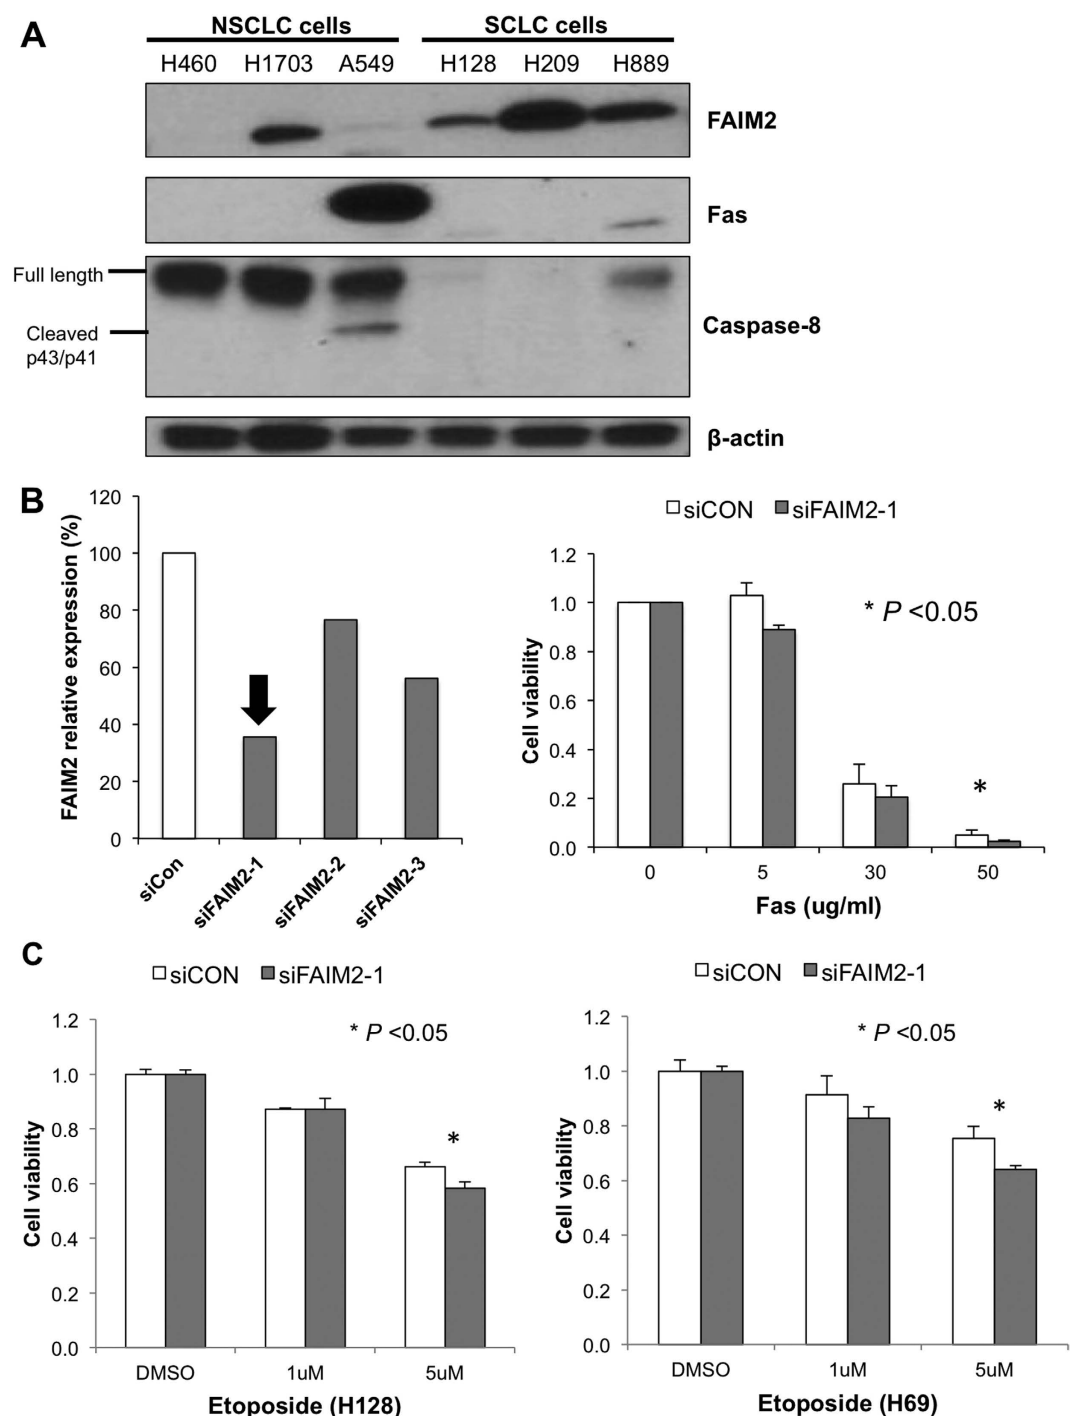 A
NSCLC cells SCLC cells
H460 H1703 A549 H128 H209 H889
FAIM2
Fas
Full length
Cleaved
p43/p41
Caspase-8
β-actin
B
FAIM2 relative expression (%)
120
100
80
60
40
20
0
siCon siFAIM2-1 siFAIM2-2 siFAIM2-3
siCON siFAIM2-1
* P <0.05
Cell viability
1.2
1.0
0.8
0.6
0.4
0.2
0.0
*
0 5 30 50
Fas (ug/ml)
C
siCON siFAIM2-1
* P <0.05
Cell viability
1.2
1.0
0.8
0.6
0.4
0.2
0.0
*
DMSO 1uM 5uM
Etoposide (H128)
siCON siFAIM2-1
* P <0.05
Cell viability
1.2
1.0
0.8
0.6
0.4
0.2
0.0
*
DMSO 1uM 5uM
Etoposide (H69)